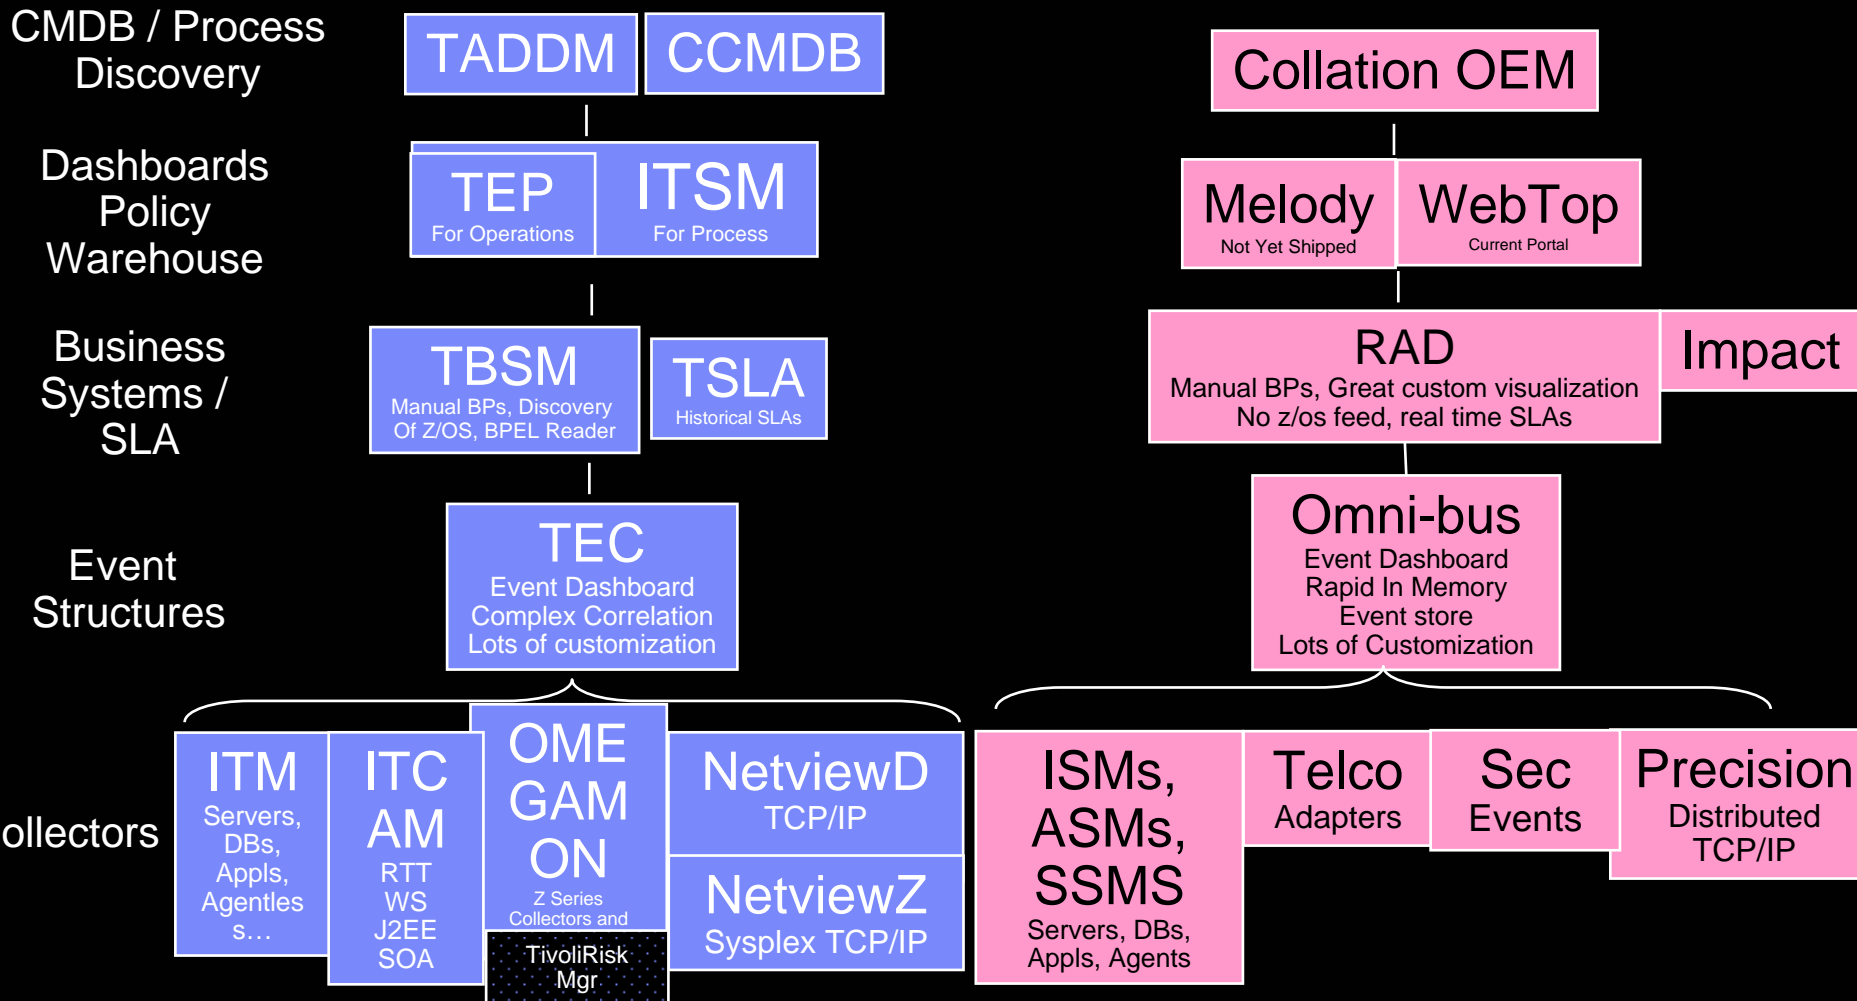 CMDB / Process
Discovery
TADDM
CCMDB
Collation OEM
Dashboards
Policy
Warehouse
TEP
For Operations
ITSM
For Process
Melody
Not Yet Shipped
WebTop
Current Portal
Business
Systems /
SLA
TBSM
Manual BPs, Discovery
Of Z/OS, BPEL Reader
TSLA
Historical SLAs
RAD
Manual BPs, Great custom visualization
No z/os feed, real time SLAs
Impact
Event
Structures
TEC
Event Dashboard
Complex Correlation
Lots of customization
Omni-bus
Event Dashboard
Rapid In Memory
Event store
Lots of Customization
ollectors
ITM
Servers,
DBs,
Appls,
Agentles
s…
ITC
AM
RTT
WS
J2EE
SOA
OME
GAM
ON
Z Series
Collectors and
TivoliRisk
Mgr
NetviewD
TCP/IP
NetviewZ
Sysplex TCP/IP
ISMs,
ASMs,
SSMS
Servers, DBs,
Appls, Agents
Telco
Adapters
Sec
Events
Precision
Distributed
TCP/IP